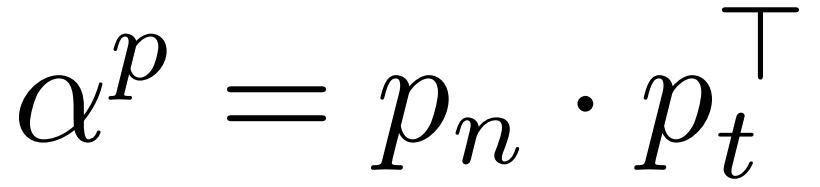 α^p = p_n · p_t^⊤